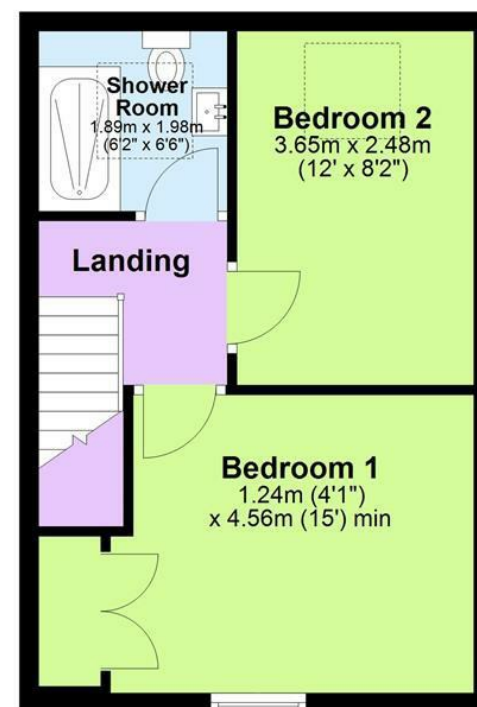 Shower
Room
1.89m x 1.98m
(6'2" x 6'6")
Bedroom 2
3.65m x 2.48m
(12' x 8'2")
Landing
Bedroom 1
1.24m (4'1")
x 4.56m (15') min